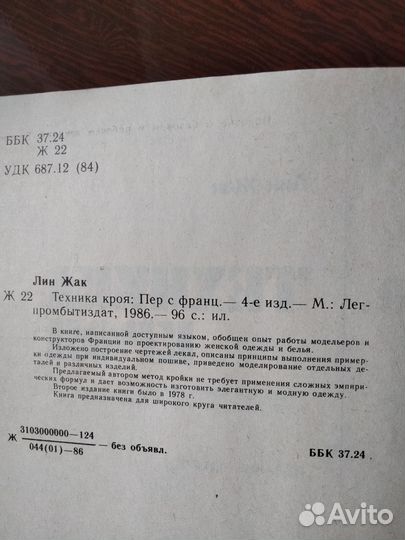 ББК 37.24
Ж 22
УДК 687.12 (84)
Лин Жак
Ж 22 Техника кроя: Пер с франц.— 4-е изд.— М.: Лег-
промбытиздат, 1986.— 96 с.: ил.
В книге, написанной доступным языком, обобщен опыт работы модельеров и
конструкторов Франции по проектированию женской одежды и белья.
Изложено построение чертежей лекал, описаны принципы выполнения пример-
ки одежды при индивидуальном пошиве, приведено моделирование отдельных де-
талей и различных изделий.
Предлагаемый автором метод кройки не требует применения сложных эмпири-
ческих формул и дает возможность изготовить элегантную и модную одежду.
Второе издание книги было в 1978 г.
Книга предназначена для широкого круга читателей.
Ж 3103000000—124
044(01)—86 — без объявл.
ББК 37.24
Avito